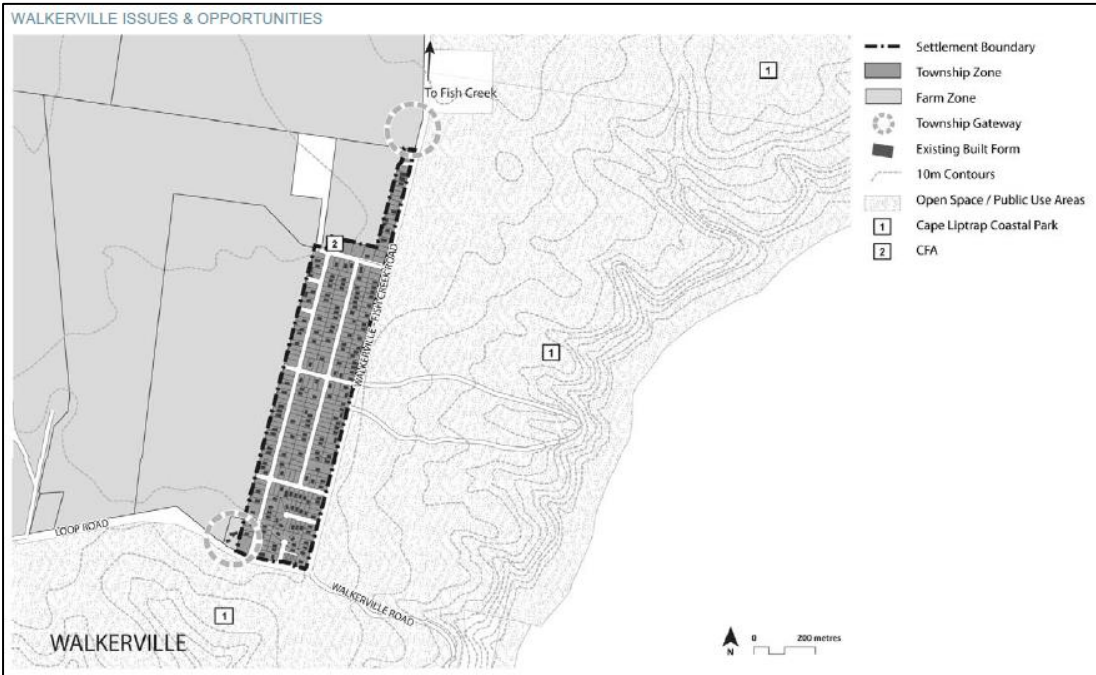 WALKERVILLE ISSUES & OPPORTUNITIES
To Fish Creek
1
2
WALKERVILLE - FISH CREEK ROAD
1
LOOP ROAD
WALKERVILLE ROAD
1
WALKERVILLE
N
0 200 metres
Settlement Boundary
Township Zone
Farm Zone
Township Gateway
Existing Built Form
10m Contours
Open Space / Public Use Areas
1 Cape Liptrap Coastal Park
2 CFA